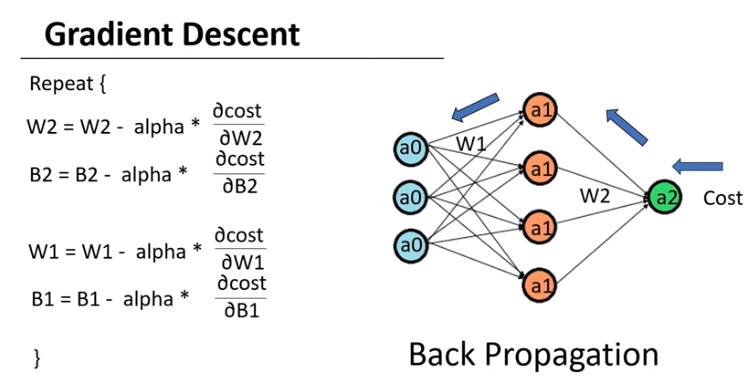 Gradient Descent
Repeat {
W2 = W2 - alpha * ∂cost
∂W2
B2 = B2 - alpha * ∂cost
∂B2
W1 = W1 - alpha * ∂cost
∂W1
B1 = B1 - alpha * ∂cost
∂B1
}
a0
a0
a0
W1
a1
a1
a1
a1
W2
a2
Cost
Back Propagation